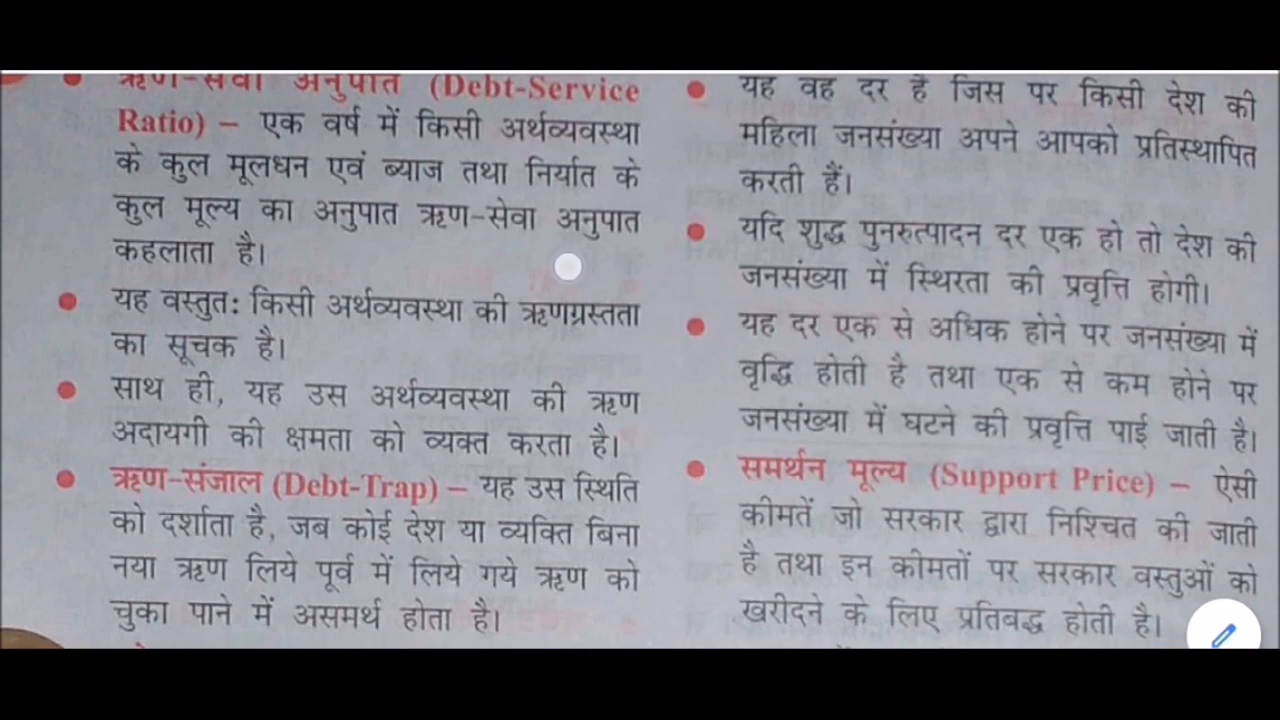 ऋण-सेवा अनुपात (Debt-Service
Ratio) – एक वर्ष में किसी अर्थव्यवस्था
के कुल मूलधन एवं ब्याज तथा निर्यात के
कुल मूल्य का अनुपात ऋण-सेवा अनुपात
कहलाता है।
यह वस्तुतः किसी अर्थव्यवस्था की ऋणग्रस्तता
का सूचक है।
साथ ही, यह उस अर्थव्यवस्था की ऋण
अदायगी की क्षमता को व्यक्त करता है।
ऋण-संजाल (Debt-Trap) – यह उस स्थिति
को दर्शाता है, जब कोई देश या व्यक्ति बिना
नया ऋण लिये पूर्व में लिये गये ऋण को
चुका पाने में असमर्थ होता है।
यह वह दर है जिस पर किसी देश की
महिला जनसंख्या अपने आपको प्रतिस्थापित
करती हैं।
यदि शुद्ध पुनरुत्पादन दर एक हो तो देश की
जनसंख्या में स्थिरता की प्रवृत्ति होगी।
यह दर एक से अधिक होने पर जनसंख्या में
वृद्धि होती है तथा एक से कम होने पर
जनसंख्या में घटने की प्रवृत्ति पाई जाती है।
समर्थन मूल्य (Support Price) – ऐसी
कीमतें जो सरकार द्वारा निश्चित की जाती
है तथा इन कीमतों पर सरकार वस्तुओं को
खरीदने के लिए प्रतिबद्ध होती है।